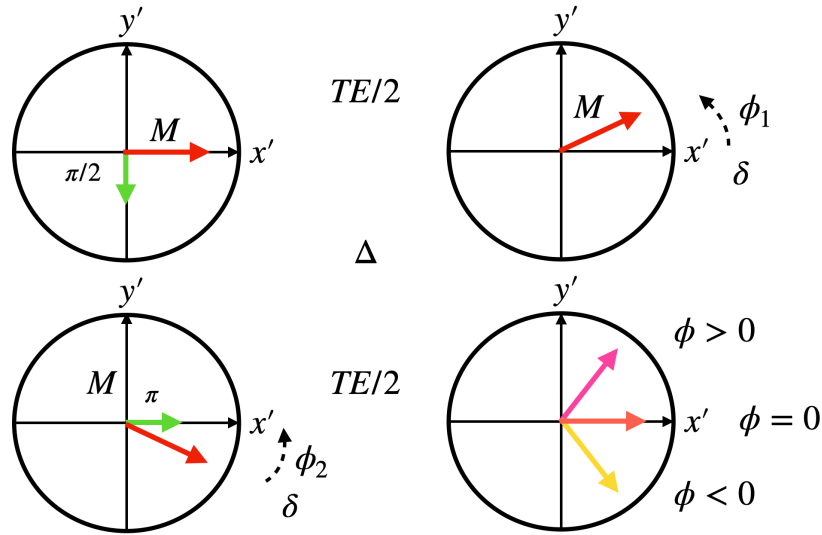 y′ y′
M TE/2 M ϕ₁
x′ x′
π/2 δ
Δ
y′ y′
ϕ > 0
M π TE/2
x′ x′ ϕ = 0
ϕ₂
δ ϕ < 0